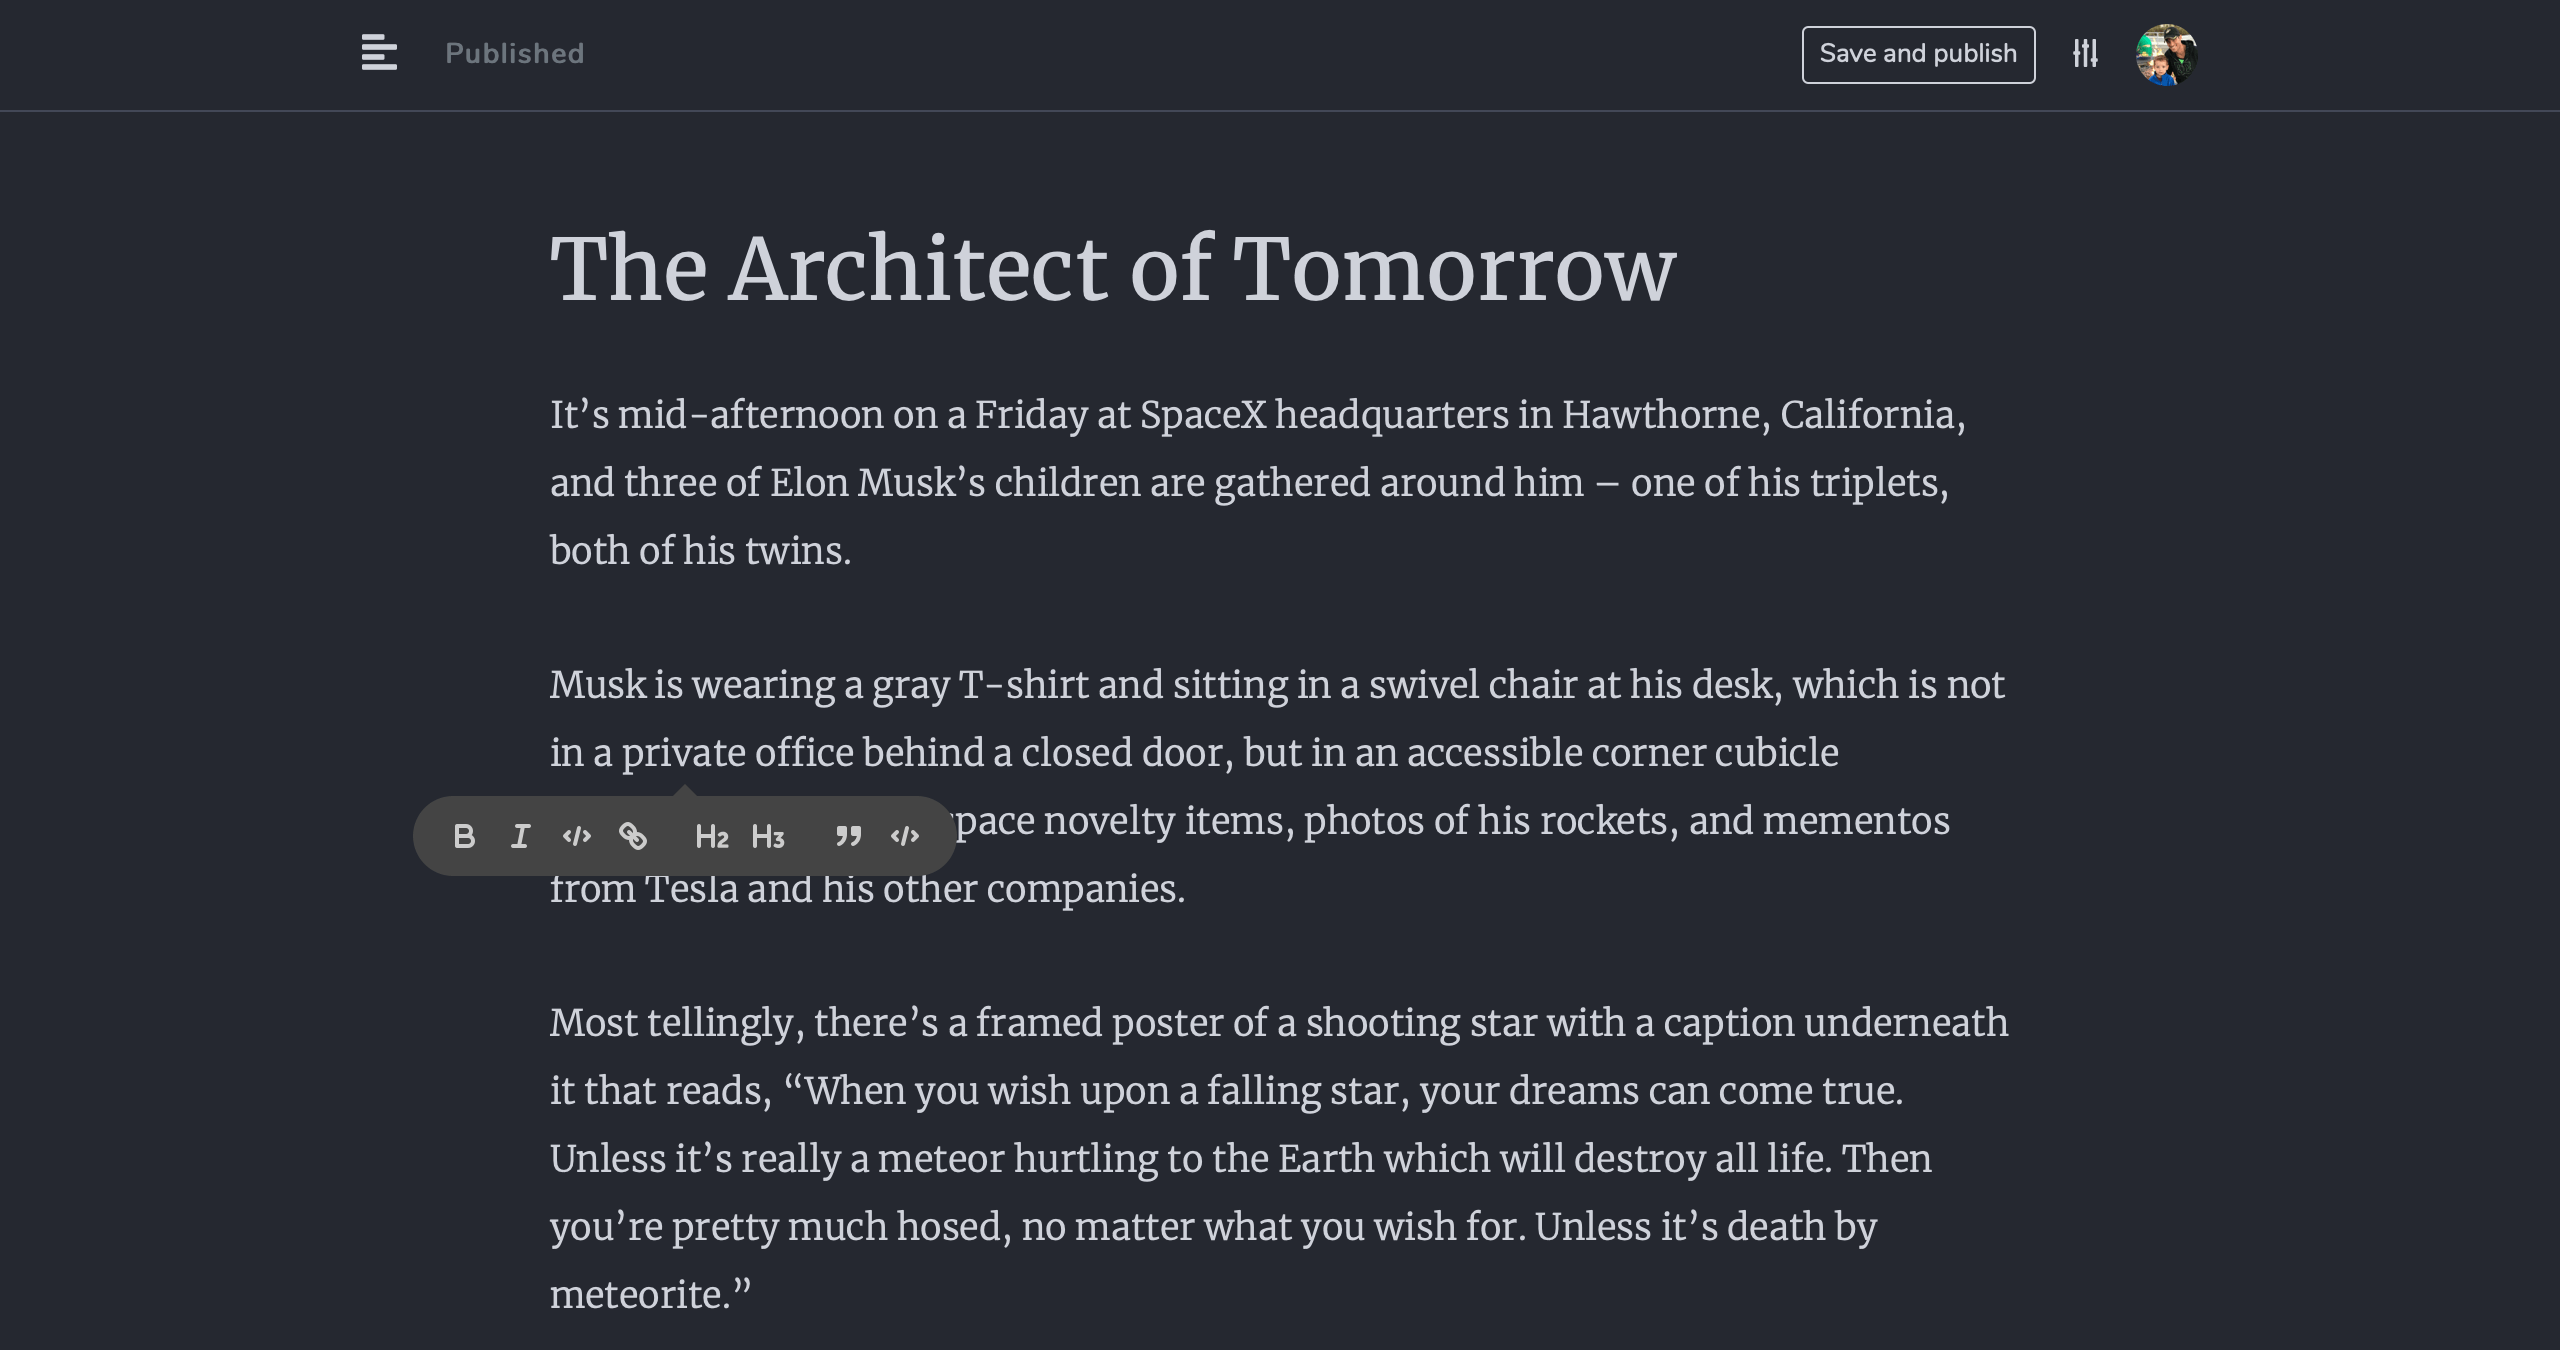 Published
Save and publish
The Architect of Tomorrow
It’s mid-afternoon on a Friday at SpaceX headquarters in Hawthorne, California,
and three of Elon Musk’s children are gathered around him – one of his triplets,
both of his twins.
Musk is wearing a gray T-shirt and sitting in a swivel chair at his desk, which is not
in a private office behind a closed door, but in an accessible corner cubicle
novelty items, photos of his rockets, and mementos
from Tesla and his other companies.
B I H2 H3
Most tellingly, there’s a framed poster of a shooting star with a caption underneath
it that reads, “When you wish upon a falling star, your dreams can come true.
Unless it’s really a meteor hurtling to the Earth which will destroy all life. Then
you’re pretty much hosed, no matter what you wish for. Unless it’s death by
meteorite.”